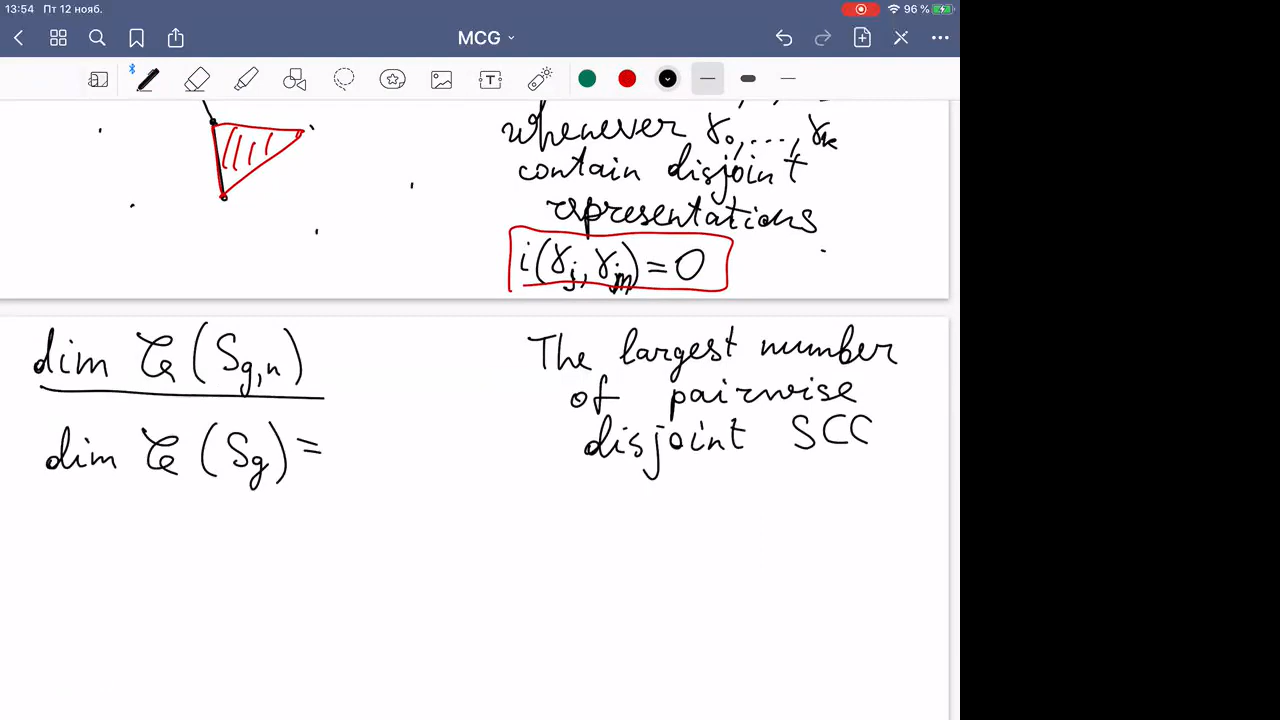 13:54 Пт 12 нояб.
96 %
MCG
T
whenever γ₀, ..., γₖ
contain disjoint
representations
i(γⱼ, γₘ) = 0
dim 𝒞(S_{g,n})
The largest number
of pairwise
disjoint SCC
dim 𝒞(S_g) =